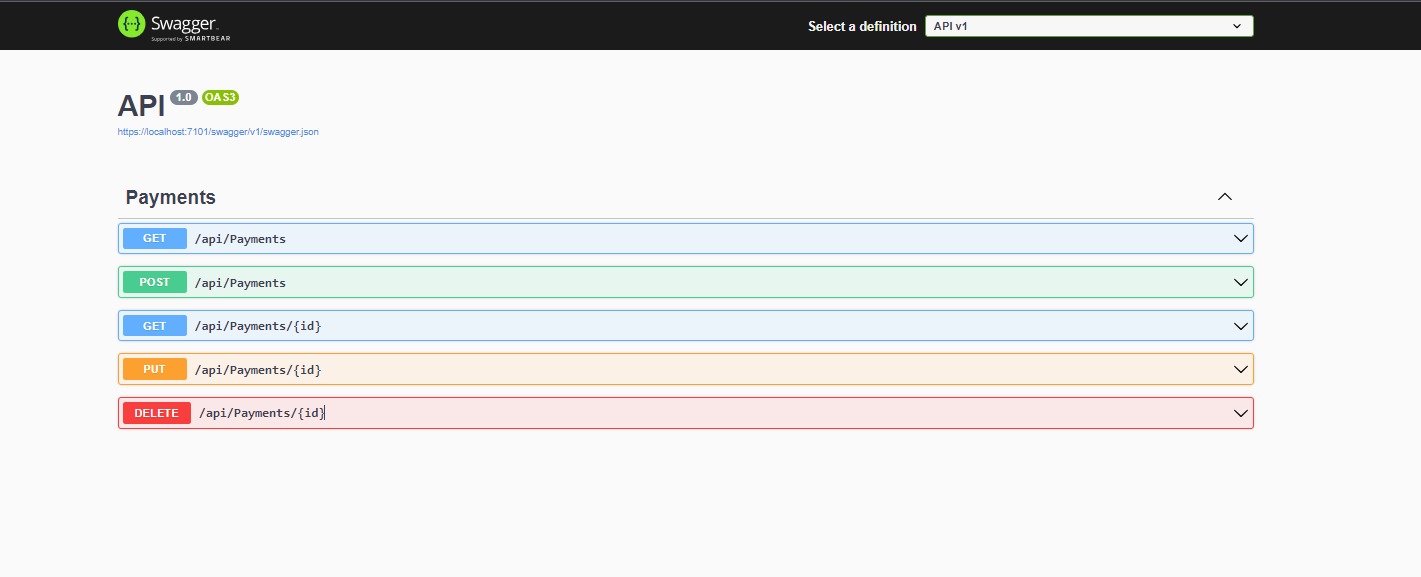 Swagger.
Supported by SMARTBEAR
Select a definition
API v1
API 1.0 OAS3
https://localhost:7101/swagger/v1/swagger.json
Payments
GET /api/Payments
POST /api/Payments
GET /api/Payments/{id}
PUT /api/Payments/{id}
DELETE /api/Payments/{id}